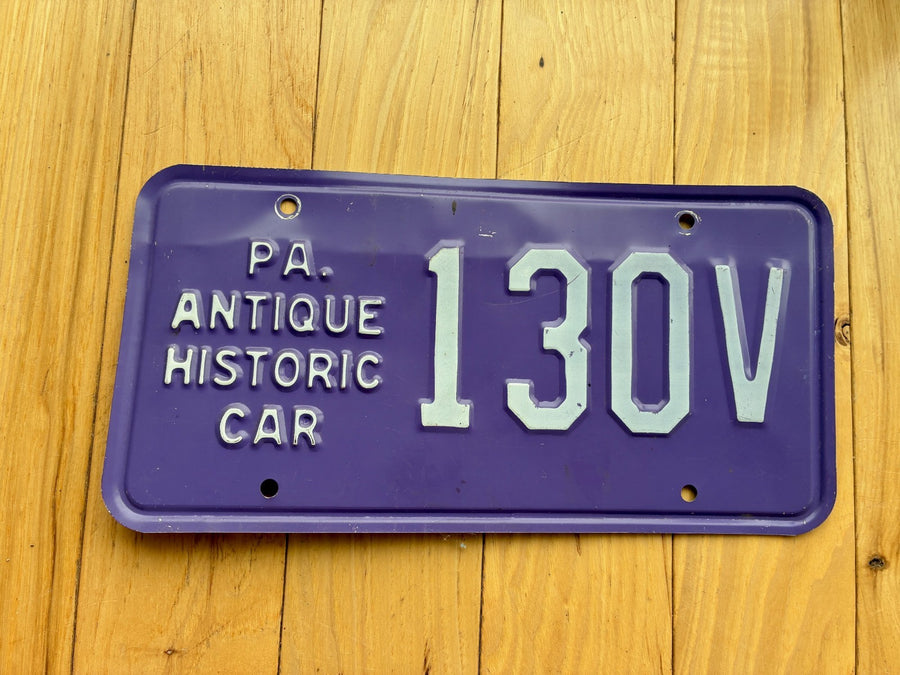 PA.
ANTIQUE
HISTORIC
CAR
130V